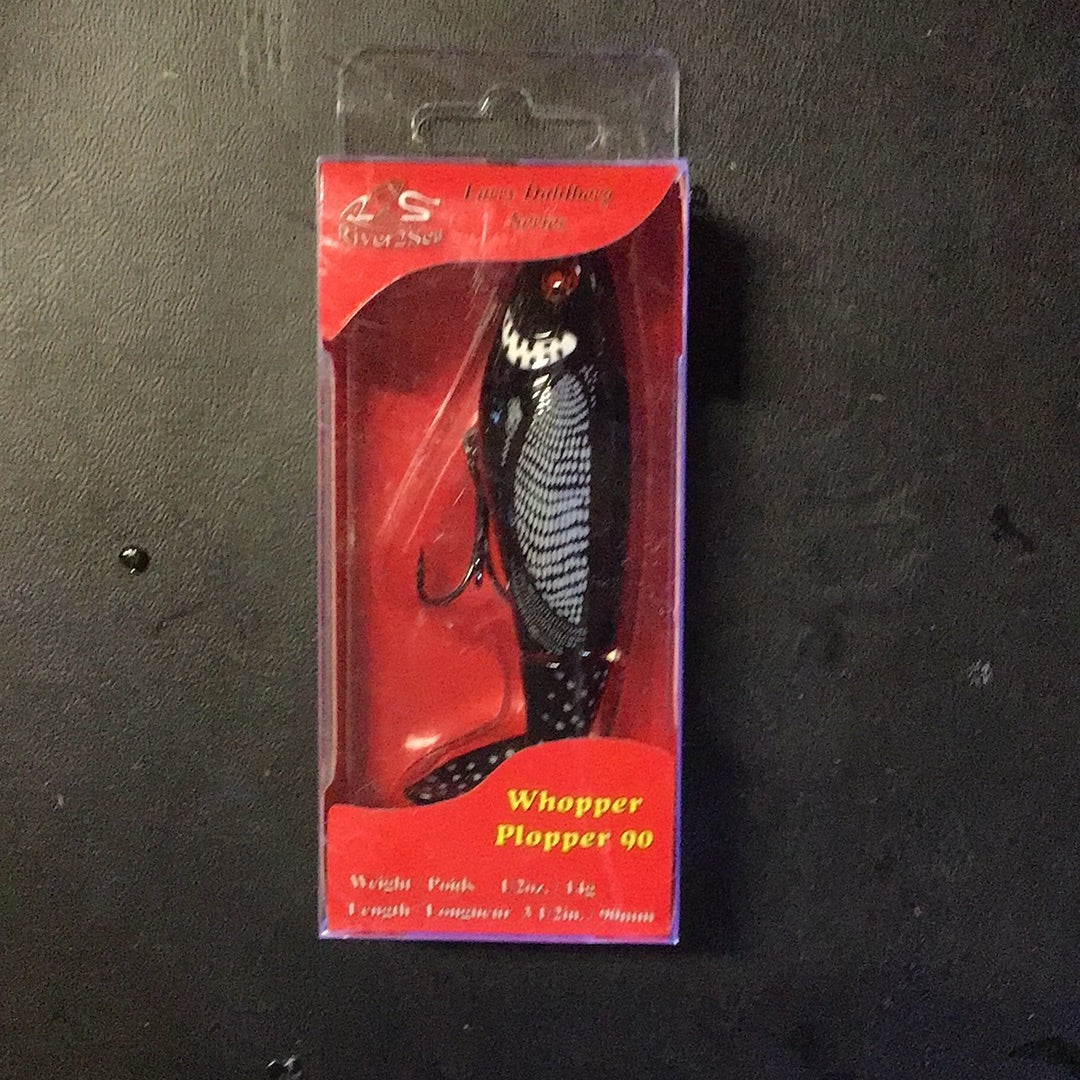 River2Sea
Larry Dahlberg
Series
Whopper
Plopper 90
Weight Poids 1/2oz. 14g
Length Longueur 3 1/2in. 90mm